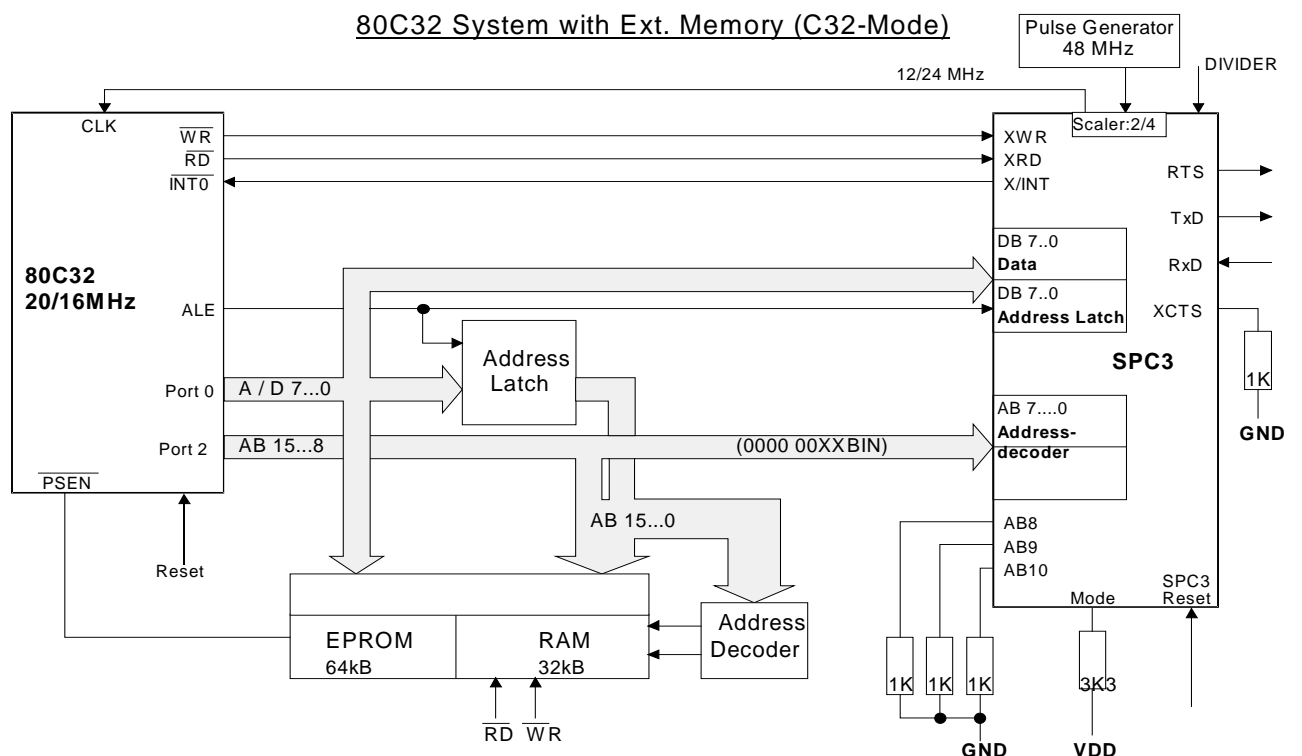 80C32 System with Ext. Memory (C32-Mode)
Pulse Generator
48 MHz
DIVIDER
12/24 MHz
CLK
Scaler:2/4
WR
XWR
RD
XRD
INT0
X/INT
RTS
TxD
DB 7..0
Data
RxD
80C32
20/16MHz
DB 7..0
Address Latch
ALE
XCTS
Address
Latch
SPC3
1K
GND
Port 0
A / D 7...0
AB 7....0
Address-
decoder
Port 2
AB 15...8
(0000 00XXBIN)
PSEN
AB 15...0
AB8
AB9
AB10
Reset
Mode
SPC3
Reset
EPROM
64kB
RAM
32kB
Address
Decoder
1K
1K
1K
3K3
RD
WR
GND
VDD